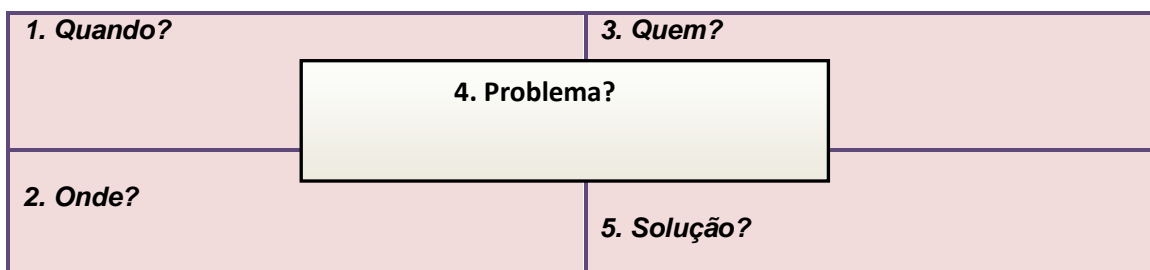 1. Quando?
3. Quem?
4. Problema?
2. Onde?
5. Solução?